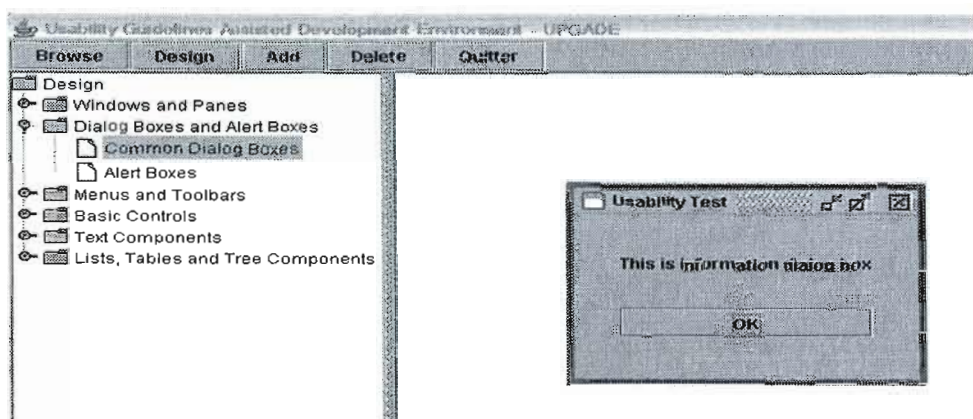 Usability Guidelines Assisted Development Environment - UPGADE
Browse Design Add Delete Quitter
Design
Windows and Panes
Dialog Boxes and Alert Boxes
Common Dialog Boxes
Alert Boxes
Menus and Toolbars
Basic Controls
Text Components
Lists, Tables and Tree Components
Usability Test
This is information dialog box
OK